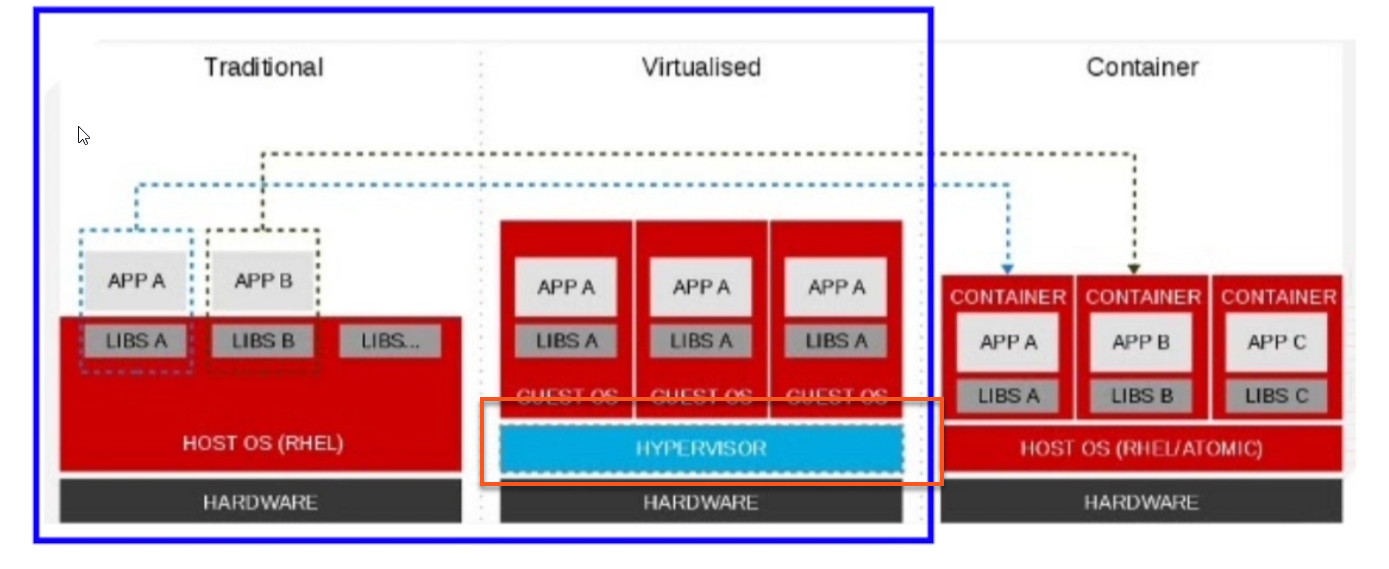 Traditional
Virtualised
Container
APP A
APP B
LIBS A
LIBS B
LIBS...
HOST OS (RHEL)
HARDWARE
APP A
APP A
APP A
LIBS A
LIBS A
LIBS A
GUEST OS
GUEST OS
GUEST OS
HYPERVISOR
HARDWARE
CONTAINER
CONTAINER
CONTAINER
APP A
APP B
APP C
LIBS A
LIBS B
LIBS C
HOST OS (RHEL/ATOMIC)
HARDWARE